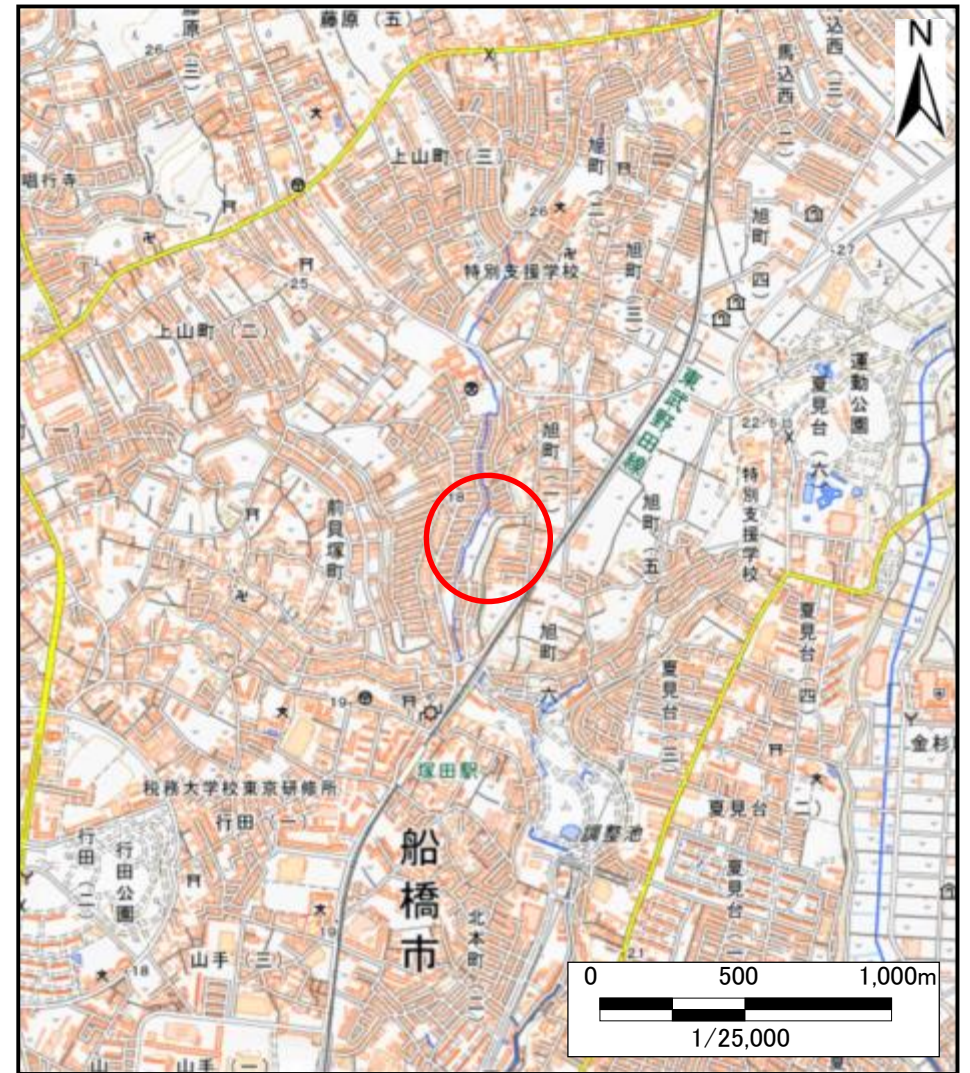 藤原（五）
藤原（三）
馬込西（三）
馬込西（二）
N
26
上山町（三）
旭町（二）
唱行寺
26
旭町（四）
27
特別支援学校
旭町（三）
25
上山町（二）
東武野田線
運動公園
夏見台（六）
22
旭町（一）
特別支援学校
18
前貝塚町
旭町（五）
旭町（六）
夏見台（四）
夏見台（三）
19
金杉
塚田駅
税務大学校東京研修所
行田（一）
夏見台（二）
調整池
船橋市
行田（二）
行田公園
夏見台
北本町（二）
19
山手（三）
18
21
山手（一）
0 500 1,000m
1/25,000